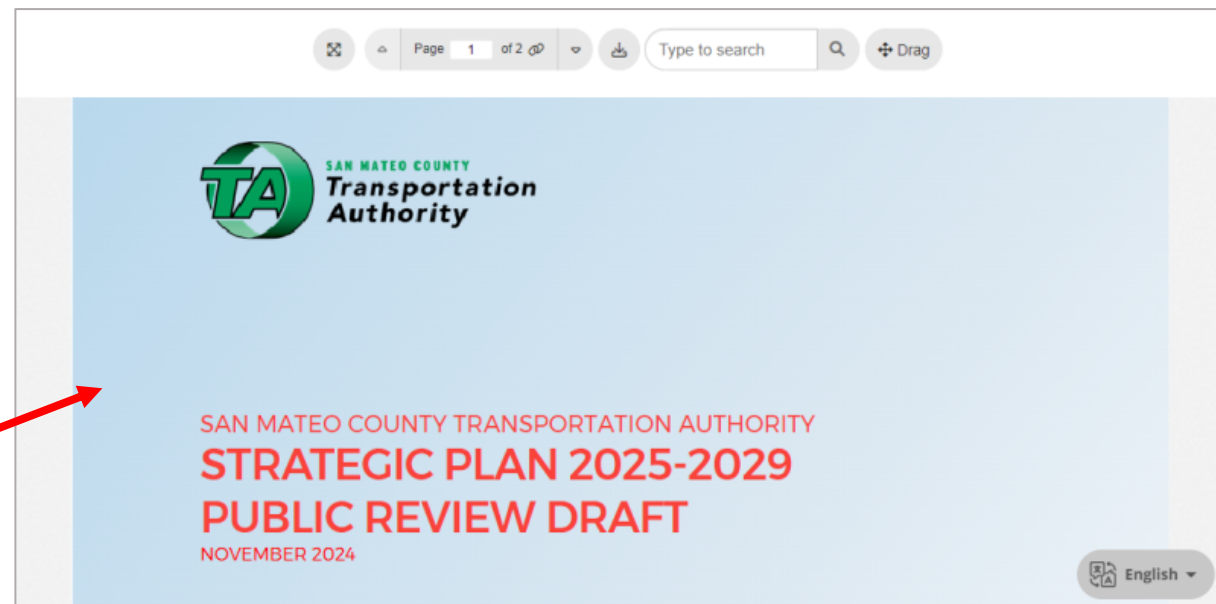 Page 1 of 2
Type to search
Drag
TA
SAN MATEO COUNTY
Transportation
Authority
SAN MATEO COUNTY TRANSPORTATION AUTHORITY
STRATEGIC PLAN 2025-2029
PUBLIC REVIEW DRAFT
NOVEMBER 2024
English